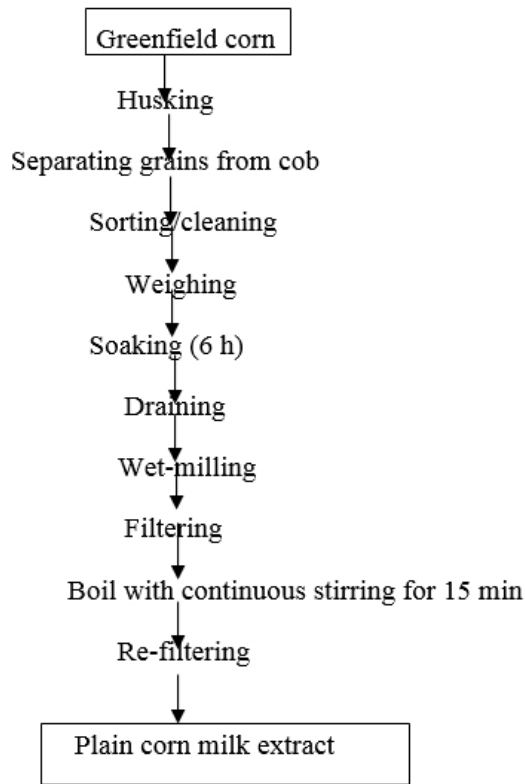 Greenfield corn
Husking
Separating grains from cob
Sorting/cleaning
Weighing
Soaking (6 h)
Draining
Wet-milling
Filtering
Boil with continuous stirring for 15 min
Re-filtering
Plain corn milk extract